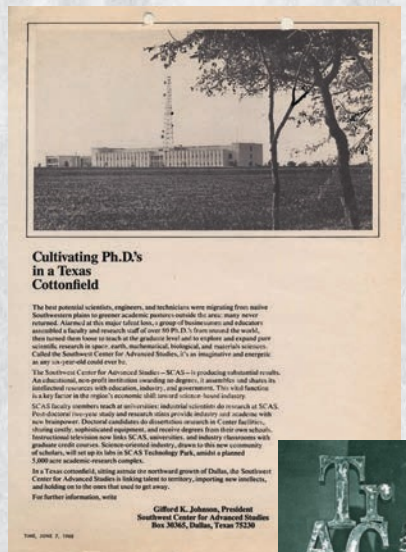 Cultivating Ph.D.'s
in a Texas
Cottonfield
The best potential scientists, engineers, and technicians were migrating from native
Southwestern plains to greener academic pastures outside the area: many never
returned. Alarmed at this major talent loss, a group of businessmen and educators
assembled a faculty and research staff of over 80 Ph.D.'s from around the world,
then turned them loose to teach at the graduate level and to explore and expand pure
scientific research in space, earth, mathematical, biological, and materials sciences.
Called the Southwest Center for Advanced Studies, it's as imaginative and energetic
as any six-year-old could ever be.
The Southwest Center for Advanced Studies – SCAS – is producing substantial results.
An educational, non-profit institution awarding no degrees, it assembles and shares its
intellectual resources with education, industry, and government. This vital function
is a key factor in the region's economic shift toward science-based industry.
SCAS faculty members teach at universities: industrial scientists do research at SCAS.
Post-doctoral two-year study and research stints provide industry and academe with
new brainpower. Doctoral candidates do dissertation research in Center facilities,
sharing costly, sophisticated equipment, and receive degrees from their own schools.
Instructional television now links SCAS, universities, and industry classrooms with
graduate credit courses. Science-oriented industry, drawn to this new community
of scholars, will set up its labs in SCAS Technology Park, amidst a planned
5,000 acre academic-research complex.
In a Texas cottonfield, sitting astride the northward growth of Dallas, the Southwest
Center for Advanced Studies is linking talent to territory, importing new intellects,
and holding on to the ones that used to get away.
For further information, write
Gifford K. Johnson, President
Southwest Center for Advanced Studies
Box 30365, Dallas, Texas 75230
TIME, JUNE 7, 1968